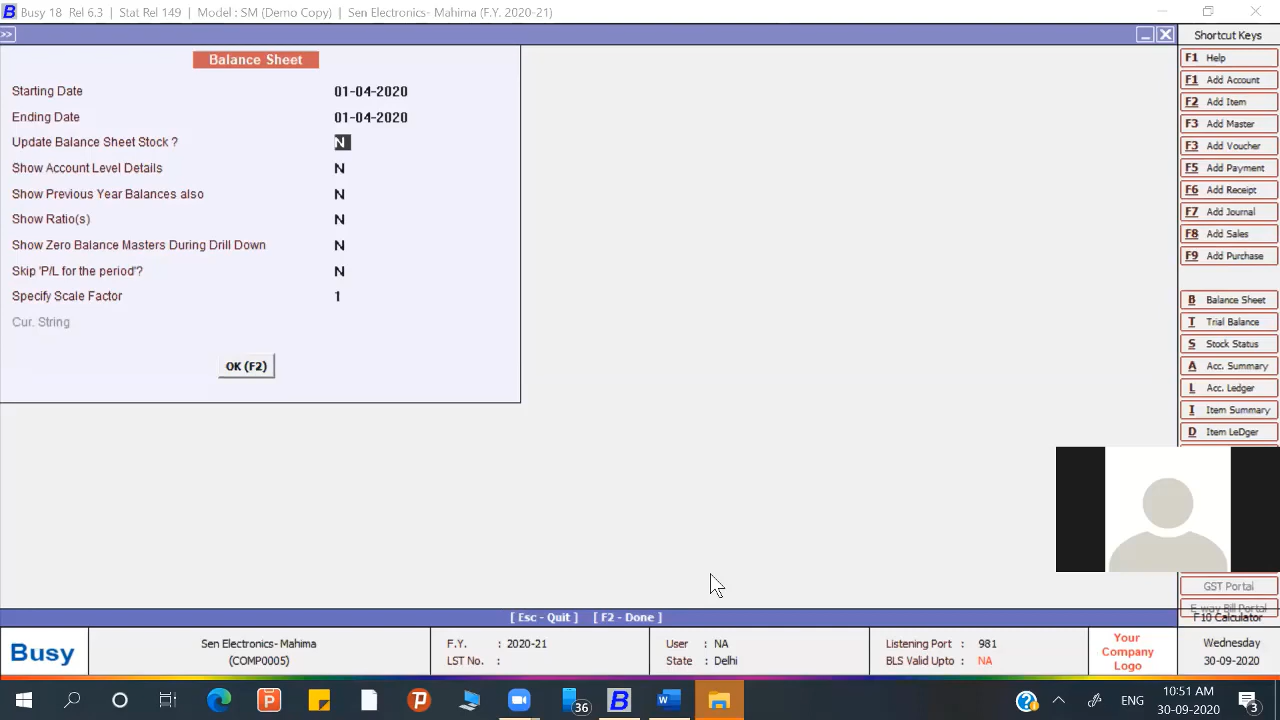 B Busy 18 Rel 6.3 | Stat Rel 149 | Model : SM (Demo Copy) | Sen Electronics- Mahima (F.Y. 2020-21)
>>
Shortcut Keys
Balance Sheet
Starting Date 01-04-2020
Ending Date 01-04-2020
Update Balance Sheet Stock ? N
Show Account Level Details N
Show Previous Year Balances also N
Show Ratio(s) N
Show Zero Balance Masters During Drill Down N
Skip 'P/L for the period'? N
Specify Scale Factor 1
Cur. String
OK (F2)
F1 Help
F1 Add Account
F2 Add Item
F3 Add Master
F3 Add Voucher
F5 Add Payment
F6 Add Receipt
F7 Add Journal
F8 Add Sales
F9 Add Purchase
B Balance Sheet
T Trial Balance
S Stock Status
A Acc. Summary
L Acc. Ledger
I Item Summary
D Item LeDger
GST Portal
E-way Bill Portal
F10 Calculator
[ Esc - Quit ] [ F2 - Done ]
Busy
Sen Electronics- Mahima
(COMP0005)
F.Y. : 2020-21
LST No. :
User : NA
State : Delhi
Listening Port : 981
BLS Valid Upto : NA
Your
Company
Logo
Wednesday
30-09-2020
36
B
ENG
10:51 AM
30-09-2020
3